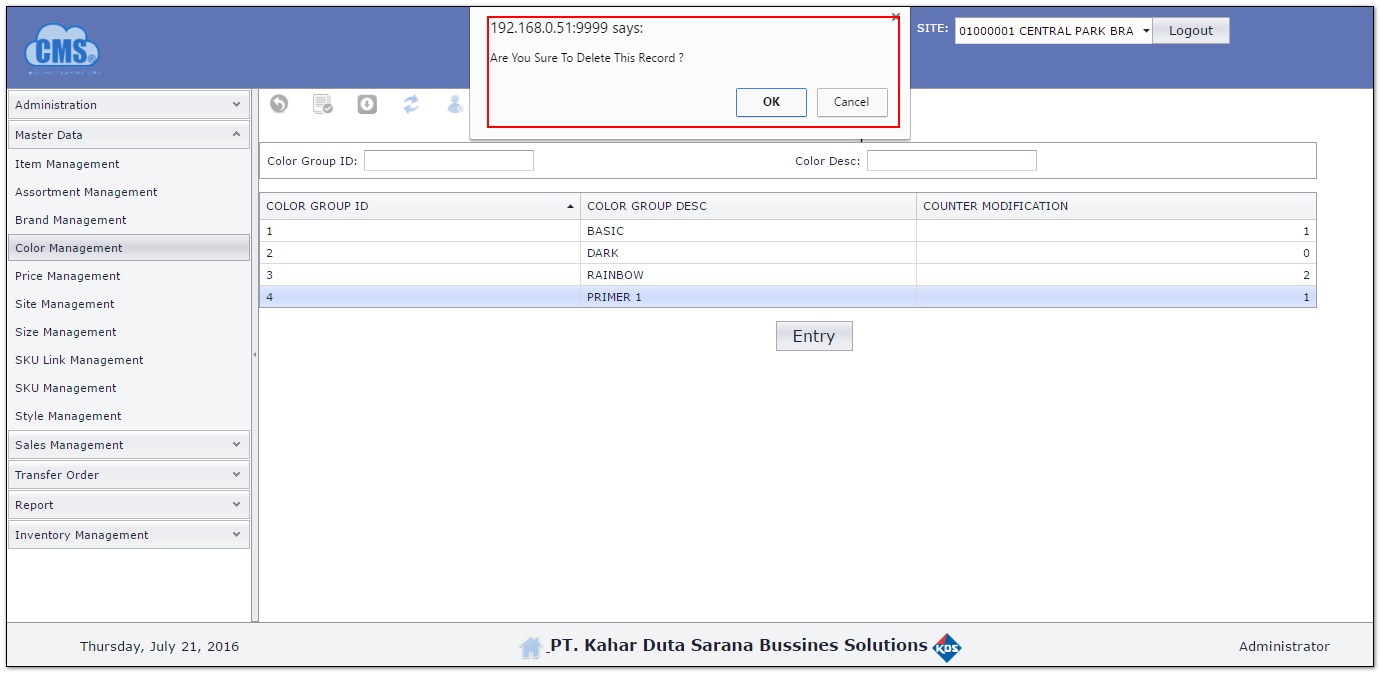 CMS®
192.168.0.51:9999 says:
Are You Sure To Delete This Record ?
OK
Cancel
SITE:
01000001 CENTRAL PARK BRA
Logout
Administration
Master Data
Item Management
Assortment Management
Brand Management
Color Management
Price Management
Site Management
Size Management
SKU Link Management
SKU Management
Style Management
Sales Management
Transfer Order
Report
Inventory Management
Color Group ID:
Color Desc:
COLOR GROUP ID COLOR GROUP DESC COUNTER MODIFICATION
1 BASIC 1
2 DARK 0
3 RAINBOW 2
4 PRIMER 1 1
Entry
Thursday, July 21, 2016
PT. Kahar Duta Sarana Bussines Solutions
KDS
Administrator